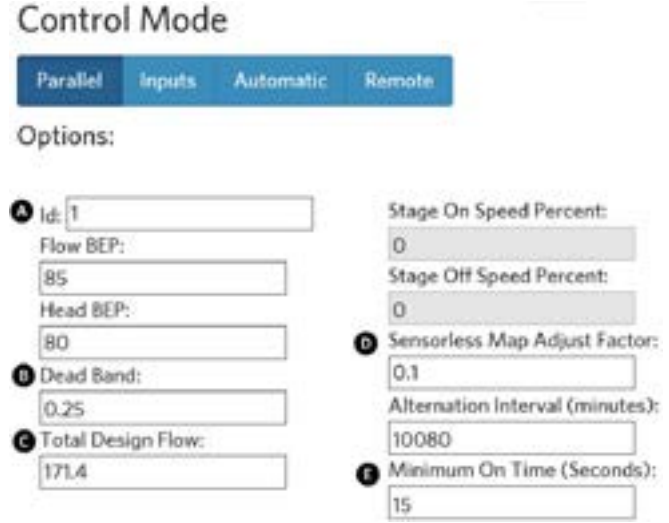 Control Mode
Parallel Inputs Automatic Remote
Options:
A Id: 1
Flow BEP:
85
Head BEP:
80
B Dead Band:
0.25
C Total Design Flow:
171.4
Stage On Speed Percent:
0
Stage Off Speed Percent:
0
D Sensorless Map Adjust Factor:
0.1
Alternation Interval (minutes):
10080
E Minimum On Time (Seconds):
15